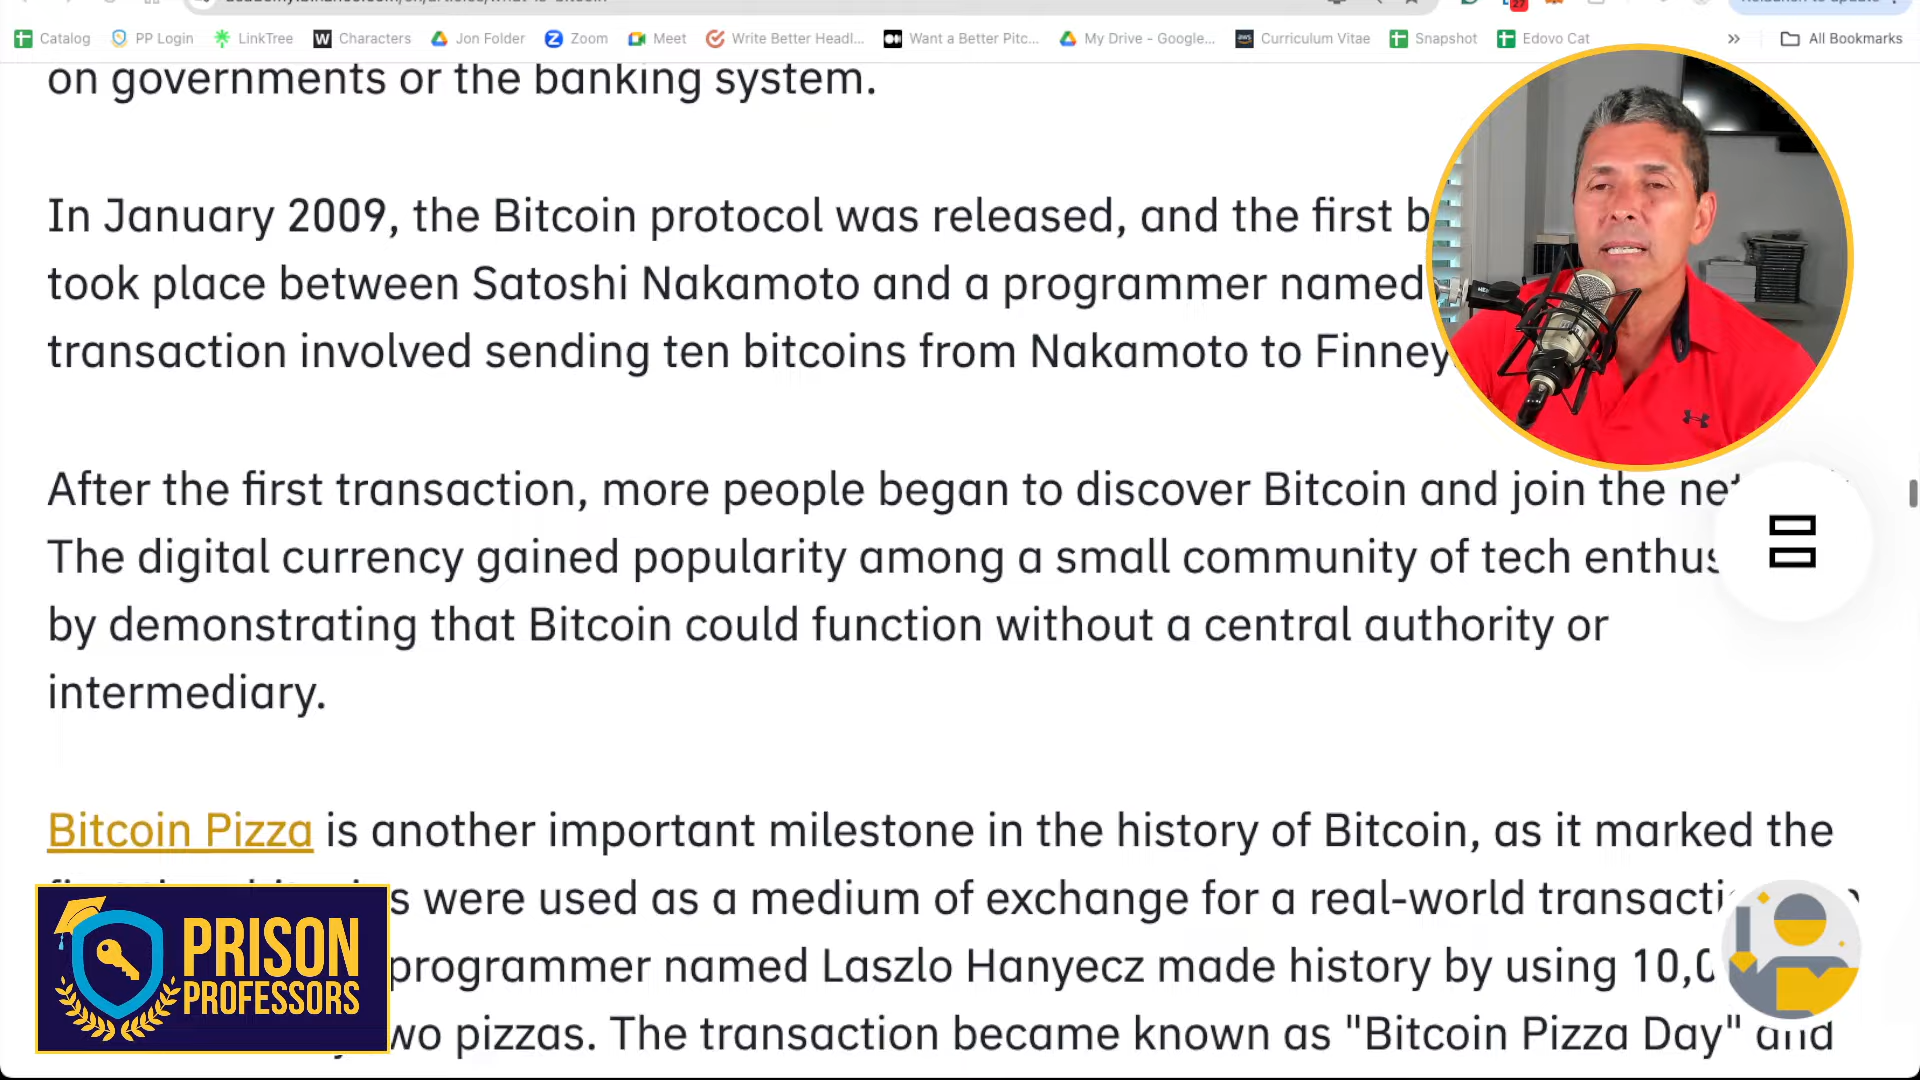 Catalog PP Login LinkTree Characters Jon Folder Zoom Meet Write Better Headl... Want a Better Pitc... My Drive – Google... Curriculum Vitae Snapshot Edovo Cat » All Bookmarks
27
on governments or the banking system.
In January 2009, the Bitcoin protocol was released, and the first
took place between Satoshi Nakamoto and a programmer named
transaction involved sending ten bitcoins from Nakamoto to Finney
After the first transaction, more people began to discover Bitcoin and join the
The digital currency gained popularity among a small community of tech
by demonstrating that Bitcoin could function without a central authority or
intermediary.
Bitcoin Pizza is another important milestone in the history of Bitcoin, as it marked the
were used as a medium of exchange for a real-world
programmer named Laszlo Hanyecz made history by using
pizzas. The transaction became known as "Bitcoin Pizza Day" and
PRISON
PROFESSORS